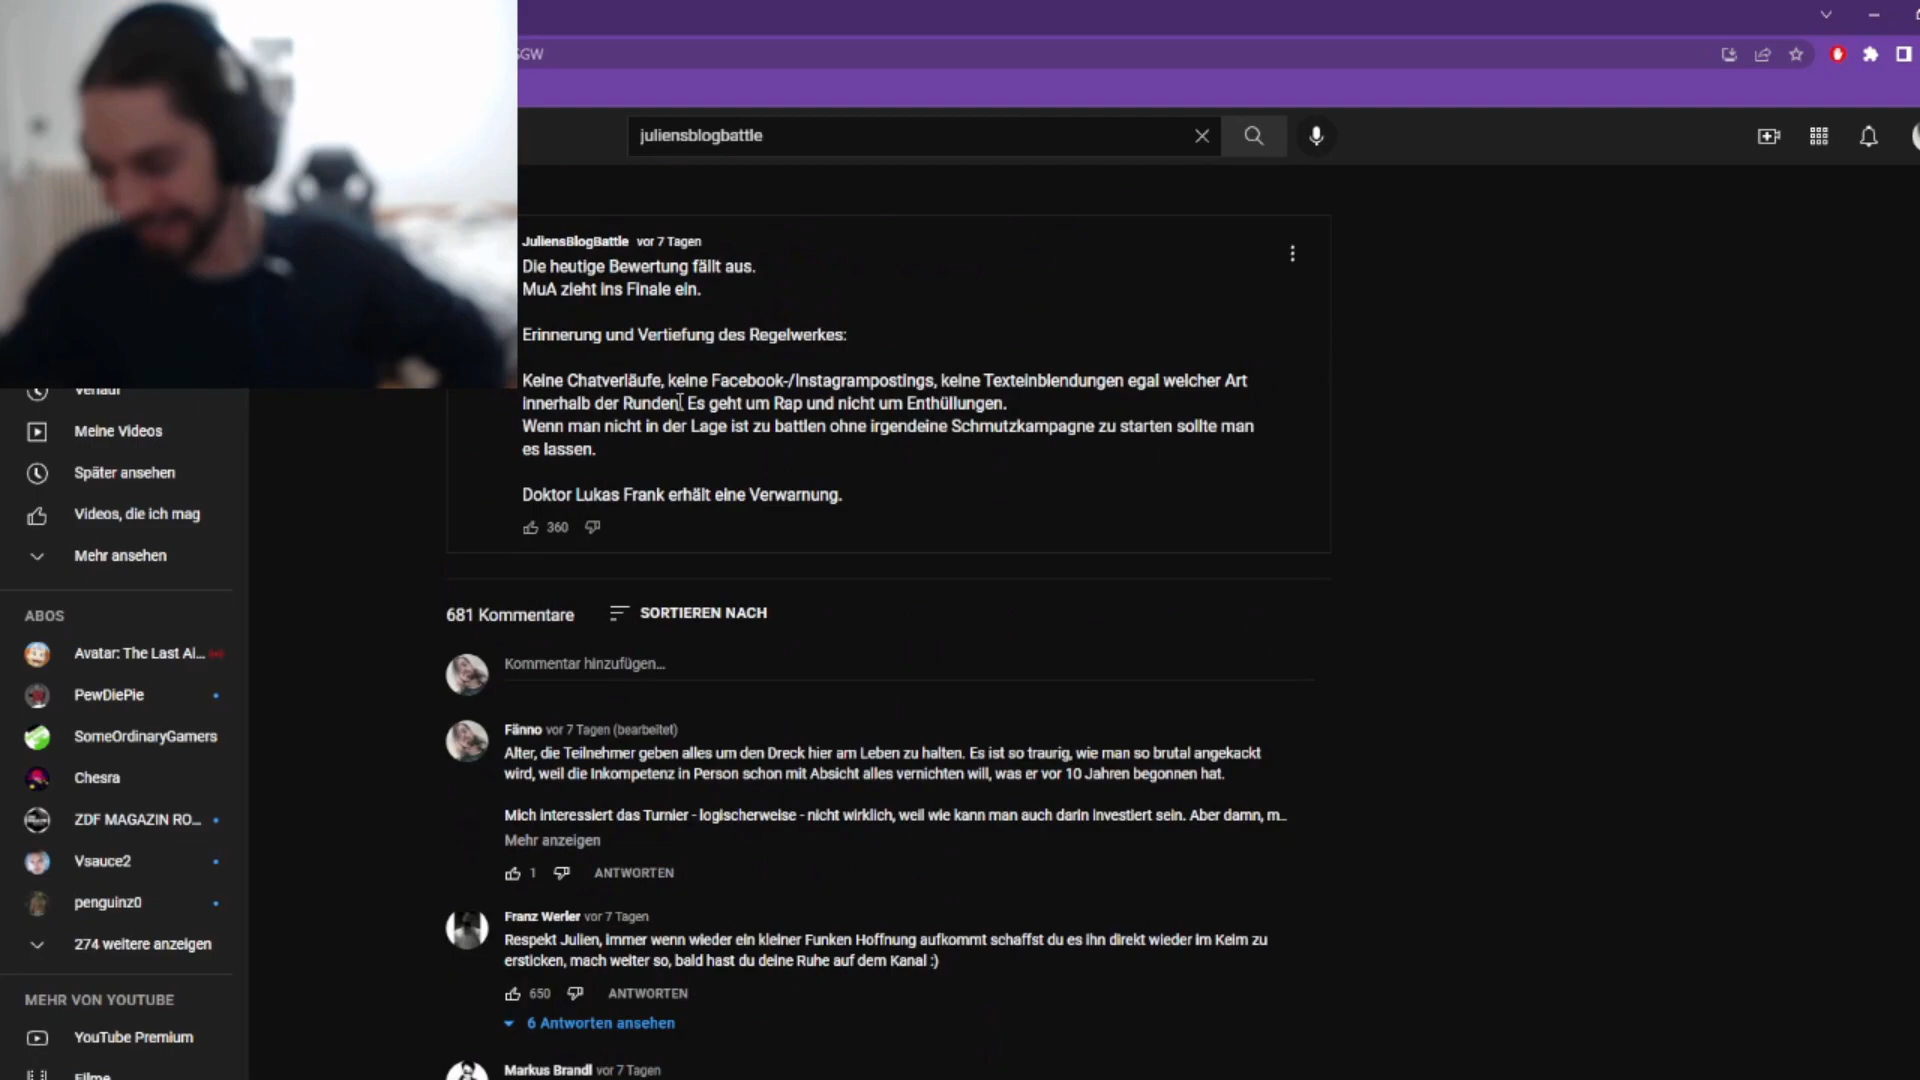 SGW
juliensblogbattle
JuliensBlogBattle vor 7 Tagen
Die heutige Bewertung fällt aus.
MuA zieht ins Finale ein.
Erinnerung und Vertiefung des Regelwerkes:
Keine Chatverläufe, keine Facebook-/Instagrampostings, keine Texteinblendungen egal welcher Art
innerhalb der Runden. Es geht um Rap und nicht um Enthüllungen.
Wenn man nicht in der Lage ist zu battlen ohne irgendeine Schmutzkampagne zu starten sollte man
es lassen.
Doktor Lukas Frank erhält eine Verwarnung.
360
Verlauf
Meine Videos
Später ansehen
Videos, die ich mag
Mehr ansehen
ABOS
Avatar: The Last Ai...
PewDiePie
SomeOrdinaryGamers
Chesra
ZDF MAGAZIN RO...
Vsauce2
penguinz0
274 weitere anzeigen
MEHR VON YOUTUBE
YouTube Premium
Filme
681 Kommentare SORTIEREN NACH
Kommentar hinzufügen...
Fänno vor 7 Tagen (bearbeitet)
Alter, die Teilnehmer geben alles um den Dreck hier am Leben zu halten. Es ist so traurig, wie man so brutal angekackt
wird, weil die Inkompetenz in Person schon mit Absicht alles vernichten will, was er vor 10 Jahren begonnen hat.
Mich interessiert das Turnier - logischerweise - nicht wirklich, weil wie kann man auch darin investiert sein. Aber damn, m...
Mehr anzeigen
1 ANTWORTEN
Franz Werler vor 7 Tagen
Respekt Julien, immer wenn wieder ein kleiner Funken Hoffnung aufkommt schaffst du es ihn direkt wieder im Keim zu
ersticken, mach weiter so, bald hast du deine Ruhe auf dem Kanal :)
650 ANTWORTEN
6 Antworten ansehen
Markus Brandl vor 7 Tagen